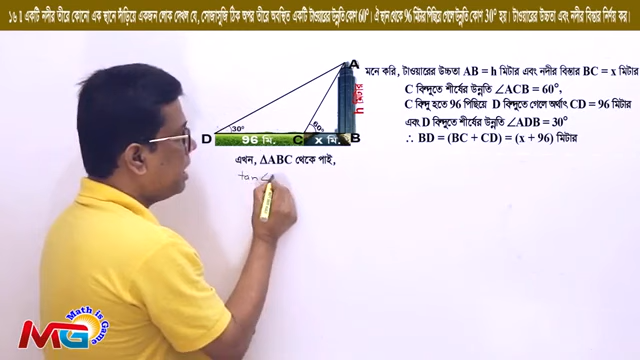 ১৬। একটি নদীর তীরে কোনো এক স্থানে দাঁড়িয়ে একজন লোক দেখল যে, সোজাসুজি ঠিক অপর তীরে অবস্থিত একটি টাওয়ারের উন্নতি কোণ 60°। ঐ স্থান থেকে 96 মিটার পিছিয়ে গেলে উন্নতি কোণ 30° হয়। টাওয়ারের উচ্চতা এবং নদীর বিস্তার নির্ণয় কর।
মনে করি, টাওয়ারের উচ্চতা AB = h মিটার এবং নদীর বিস্তার BC = x মিটার
C বিন্দুতে শীর্ষের উন্নতি ∠ACB = 60°,
C বিন্দু হতে 96 পিছিয়ে D বিন্দুতে গেলে অর্থাৎ CD = 96 মিটার
এবং D বিন্দুতে শীর্ষের উন্নতি ∠ADB = 30°
∴ BD = (BC + CD) = (x + 96) মিটার
A
h মিটার
30°
60°
D
96 মি.
C
x মি.
B
এখন, ΔABC থেকে পাই,
tan∠
Math is Game
MG